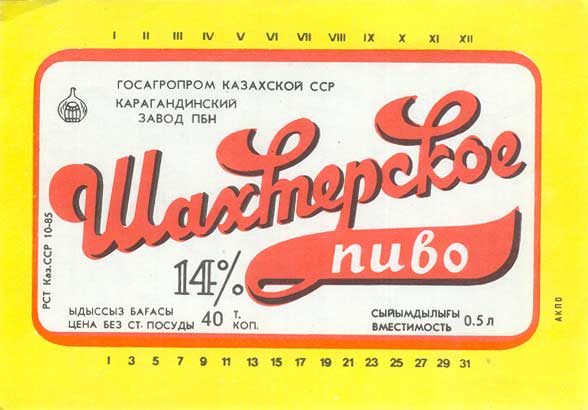 I II III IV V VI VII VIII IX X XI XII
ГОСАГРОПРОМ КАЗАХСКОЙ ССР
КАРАГАНДИНСКИЙ
ЗАВОД ПБН
Шахтерское
пиво
14%
РСТ Каз.ССР 10-85
ЫДЫССЫЗ БАҒАСЫ
ЦЕНА БЕЗ СТ. ПОСУДЫ 40 Т. КОП.
СЫЙЫМДЫЛЫҒЫ
ВМЕСТИМОСТЬ 0.5 л
АКПО
1 3 5 7 9 11 13 15 17 19 21 23 25 27 29 31